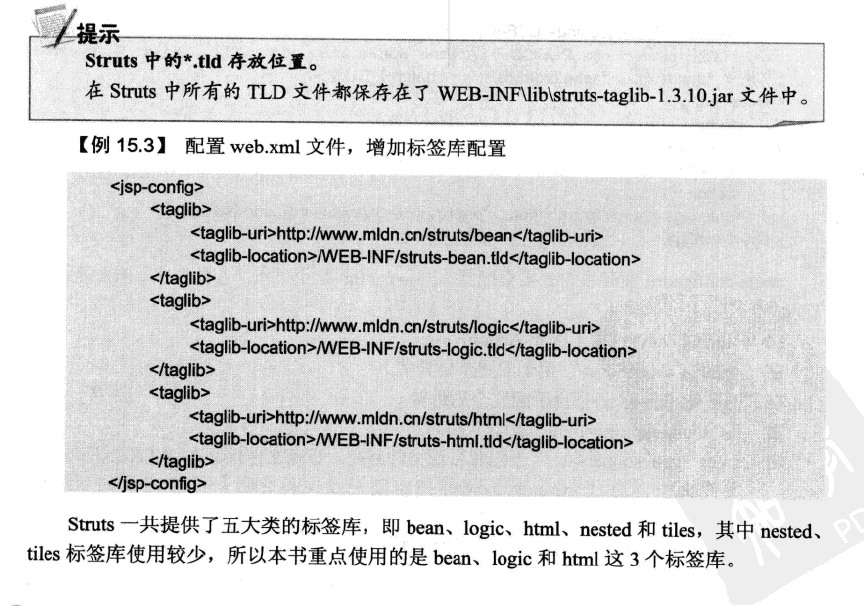 提示
Struts 中的*.tld 存放位置。
在 Struts 中所有的 TLD 文件都保存在了 WEB-INF\lib\struts-taglib-1.3.10.jar 文件中。
【例 15.3】 配置 web.xml 文件，增加标签库配置
<jsp-config>
<taglib>
<taglib-uri>http://www.mldn.cn/struts/bean</taglib-uri>
<taglib-location>/WEB-INF/struts-bean.tld</taglib-location>
</taglib>
<taglib>
<taglib-uri>http://www.mldn.cn/struts/logic</taglib-uri>
<taglib-location>/WEB-INF/struts-logic.tld</taglib-location>
</taglib>
<taglib>
<taglib-uri>http://www.mldn.cn/struts/html</taglib-uri>
<taglib-location>/WEB-INF/struts-html.tld</taglib-location>
</taglib>
</jsp-config>
Struts 一共提供了五大类的标签库，即 bean、logic、html、nested 和 tiles，其中 nested、
tiles 标签库使用较少，所以本书重点使用的是 bean、logic 和 html 这 3 个标签库。